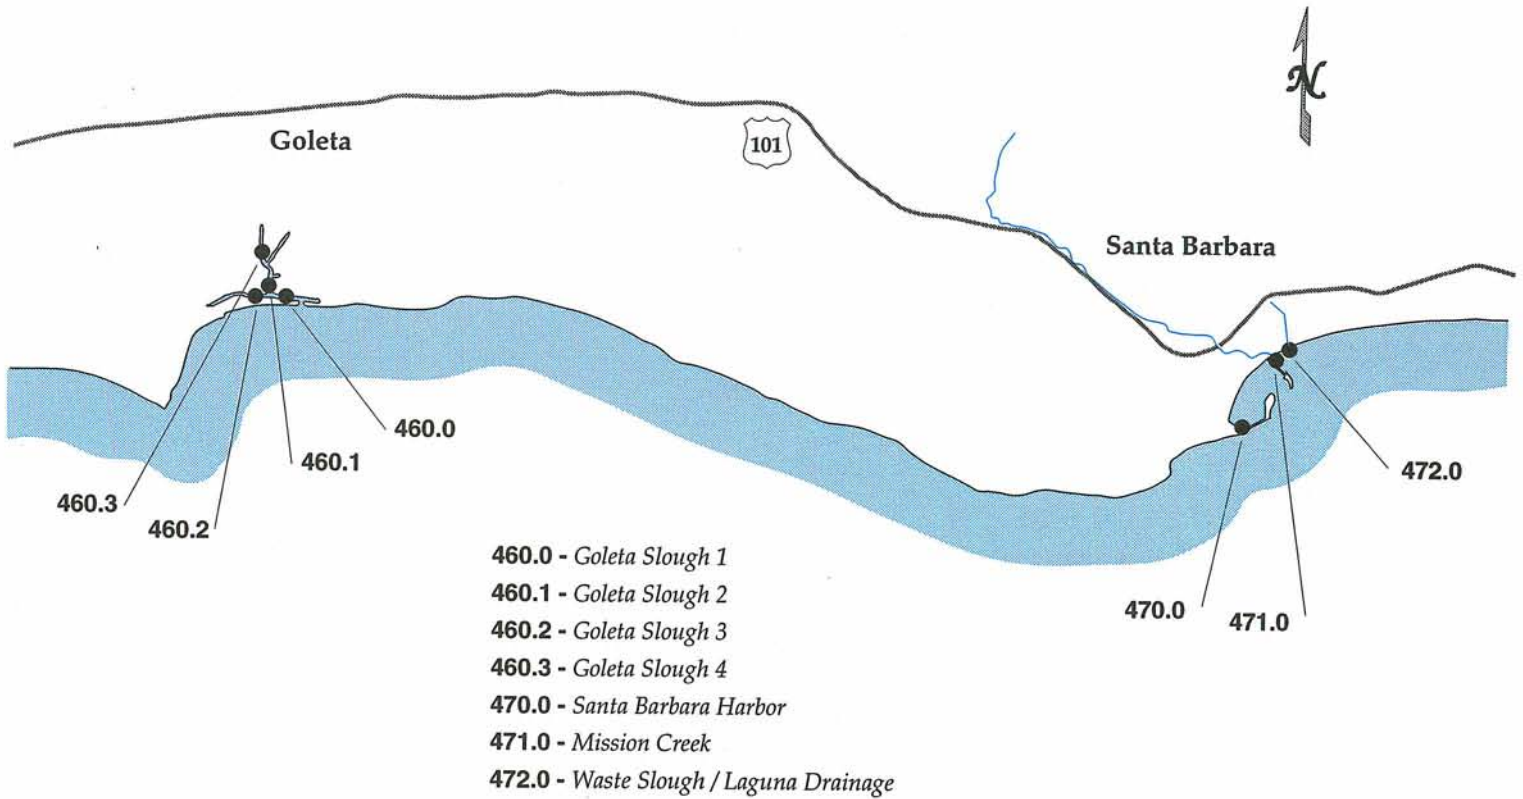 N
Goleta
101
Santa Barbara
460.0
460.1
460.3
460.2
472.0
470.0
471.0
460.0 - Goleta Slough 1
460.1 - Goleta Slough 2
460.2 - Goleta Slough 3
460.3 - Goleta Slough 4
470.0 - Santa Barbara Harbor
471.0 - Mission Creek
472.0 - Waste Slough / Laguna Drainage